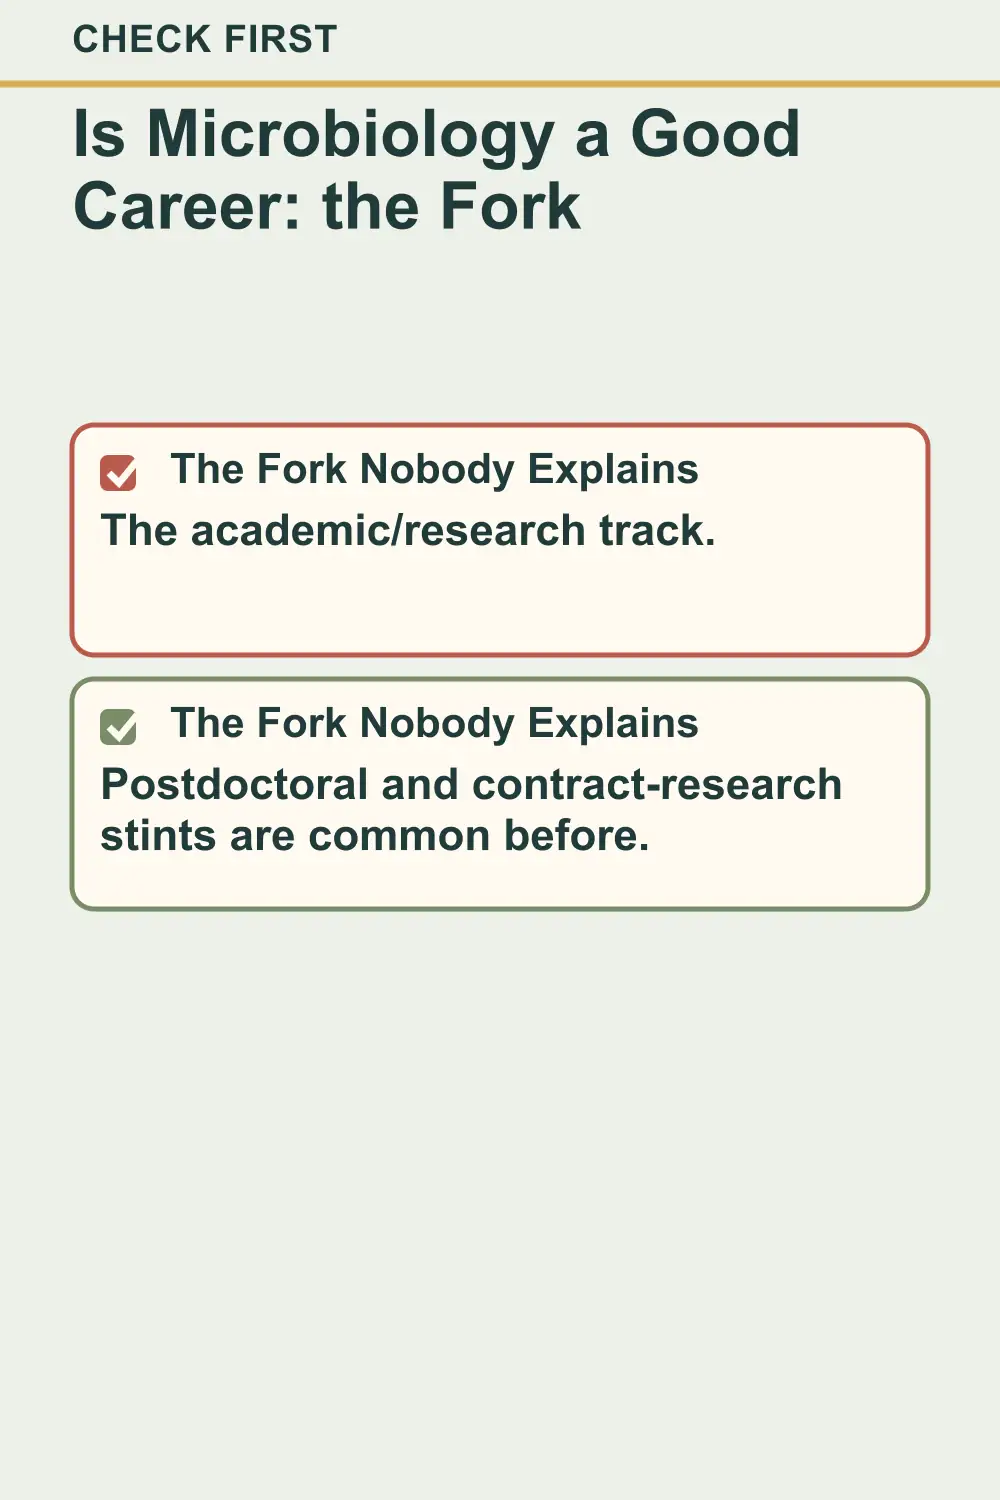 CHECK FIRST
Is Microbiology a Good
Career: the Fork
The Fork Nobody Explains
The academic/research track.
The Fork Nobody Explains
Postdoctoral and contract-research
stints are common before.